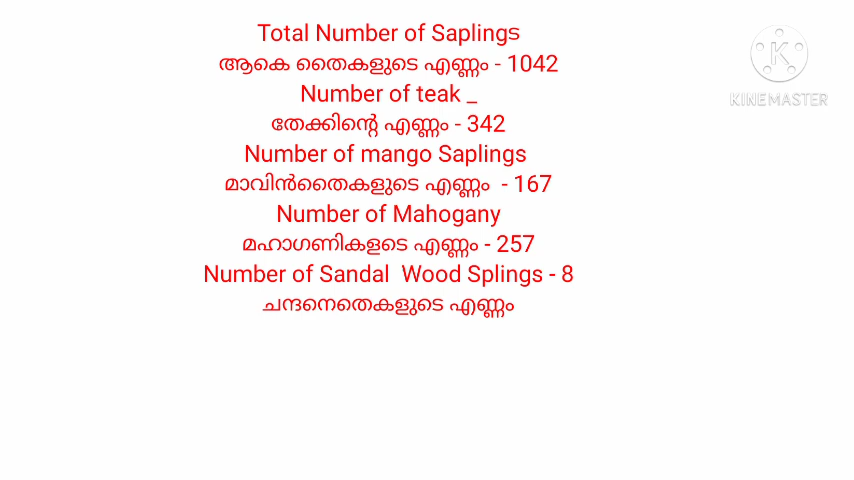 Total Number of Saplingട
ആകെ തൈകളുടെ എണ്ണം - 1042
Number of teak _
തേക്കിന്റെ എണ്ണം - 342
Number of mango Saplings
മാവിൻതൈകളുടെ എണ്ണം - 167
Number of Mahogany
മഹാഗണികളടെ എണ്ണം - 257
Number of Sandal Wood Splings - 8
ചന്ദനെതെകളുടെ എണ്ണം
K
KINEMASTER